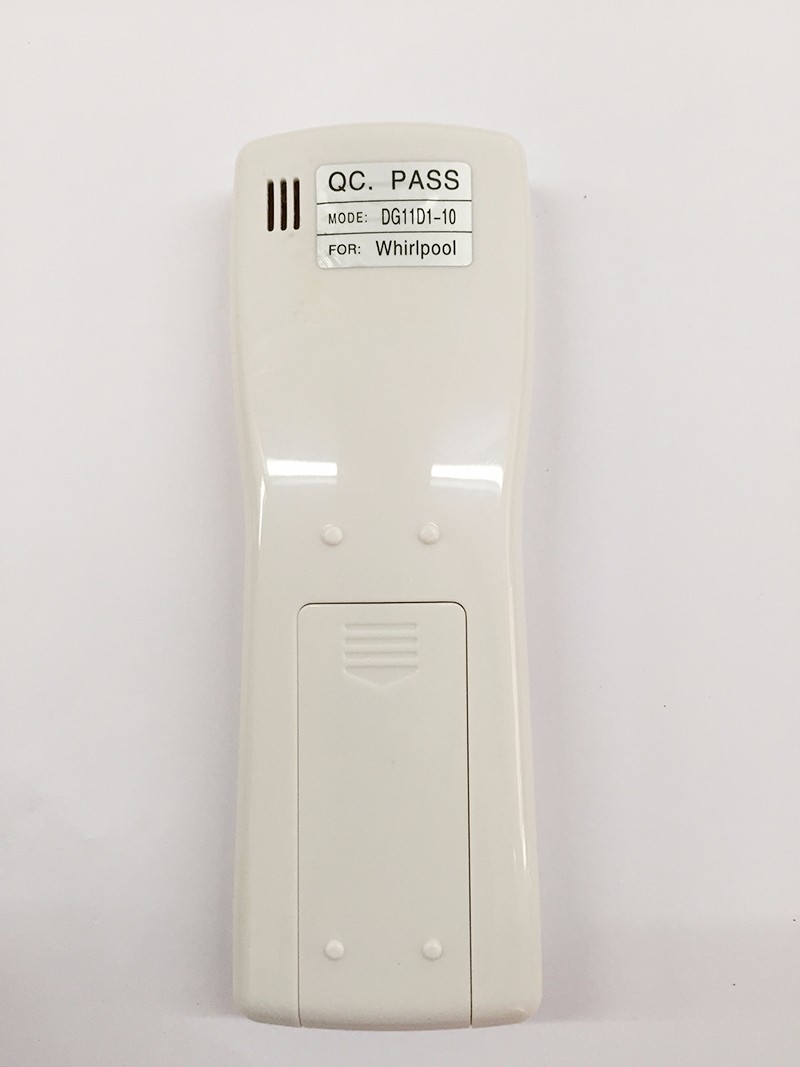 QC. PASS
MODE: DG11D1-10
FOR: Whirlpool